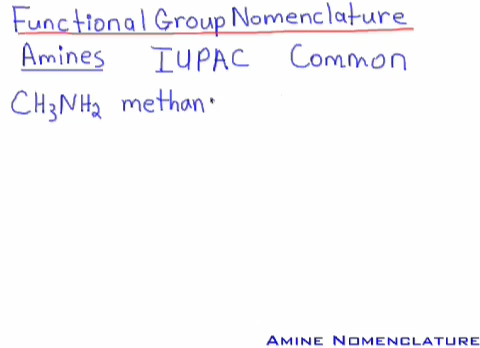 Functional Group Nomenclature
Amines IUPAC Common
CH₃NH₂ methan
AMINE NOMENCLATURE